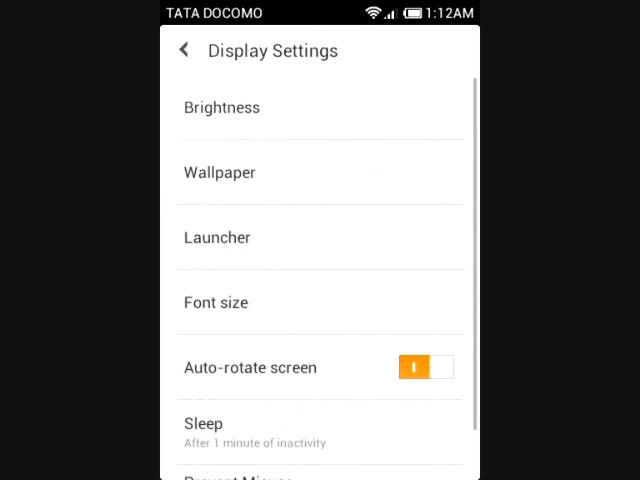 TATA DOCOMO 1:12AM
Display Settings
Brightness
Wallpaper
Launcher
Font size
Auto-rotate screen
Sleep
After 1 minute of inactivity